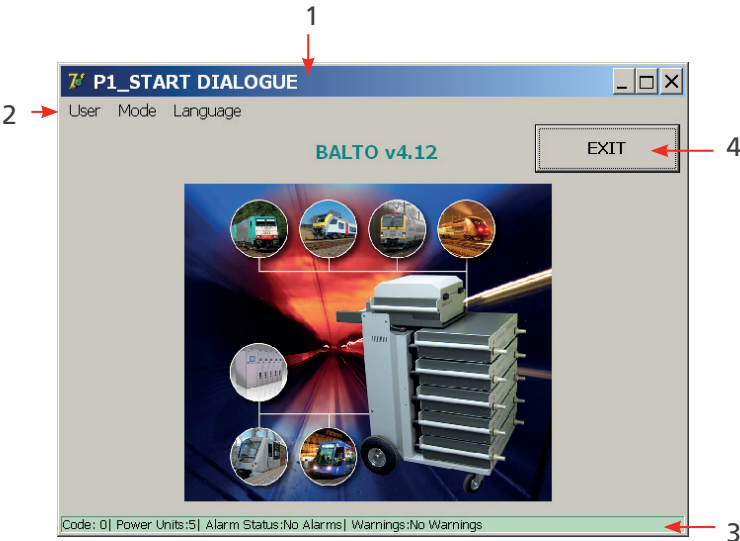 1
P1_START DIALOGUE
2
User Mode Language
BALTO v4.12
EXIT
4
Code: 0| Power Units:5| Alarm Status:No Alarms| Warnings:No Warnings
3